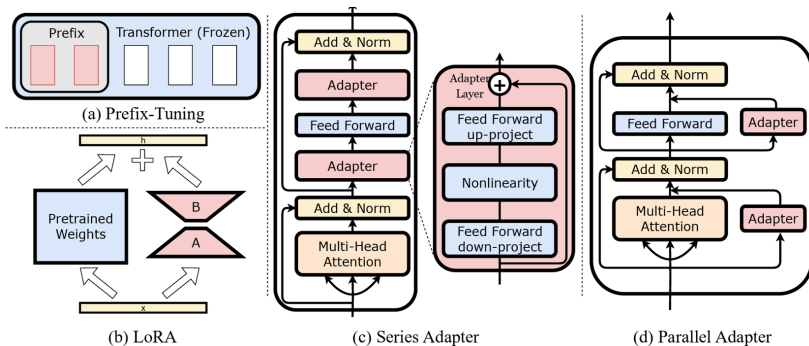 Prefix
Transformer (Frozen)
(a) Prefix-Tuning
h
Pretrained
Weights
B
A
x
(b) LoRA
Add & Norm
Adapter
Feed Forward
Adapter
Add & Norm
Multi-Head
Attention
Adapter
Layer
Feed Forward
up-project
Nonlinearity
Feed Forward
down-project
(c) Series Adapter
Add & Norm
Feed Forward
Adapter
Add & Norm
Multi-Head
Attention
Adapter
(d) Parallel Adapter